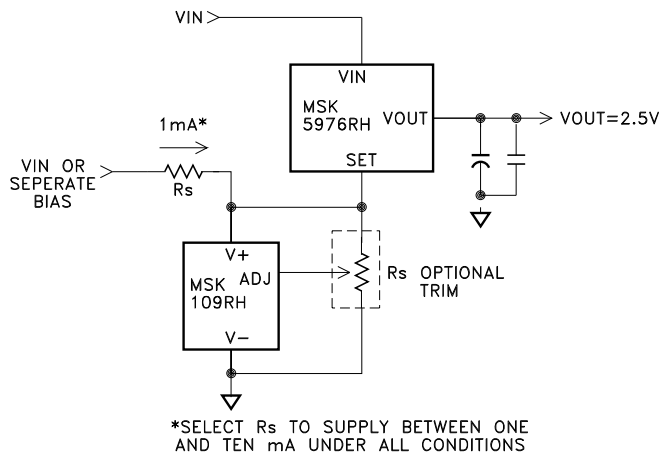 VIN
VIN
MSK
5976RH
VOUT
VOUT=2.5V
SET
1mA*
VIN OR
SEPERATE
BIAS
Rs
V+
ADJ
MSK
109RH
V−
Rs OPTIONAL
TRIM
*SELECT Rs TO SUPPLY BETWEEN ONE
AND TEN mA UNDER ALL CONDITIONS